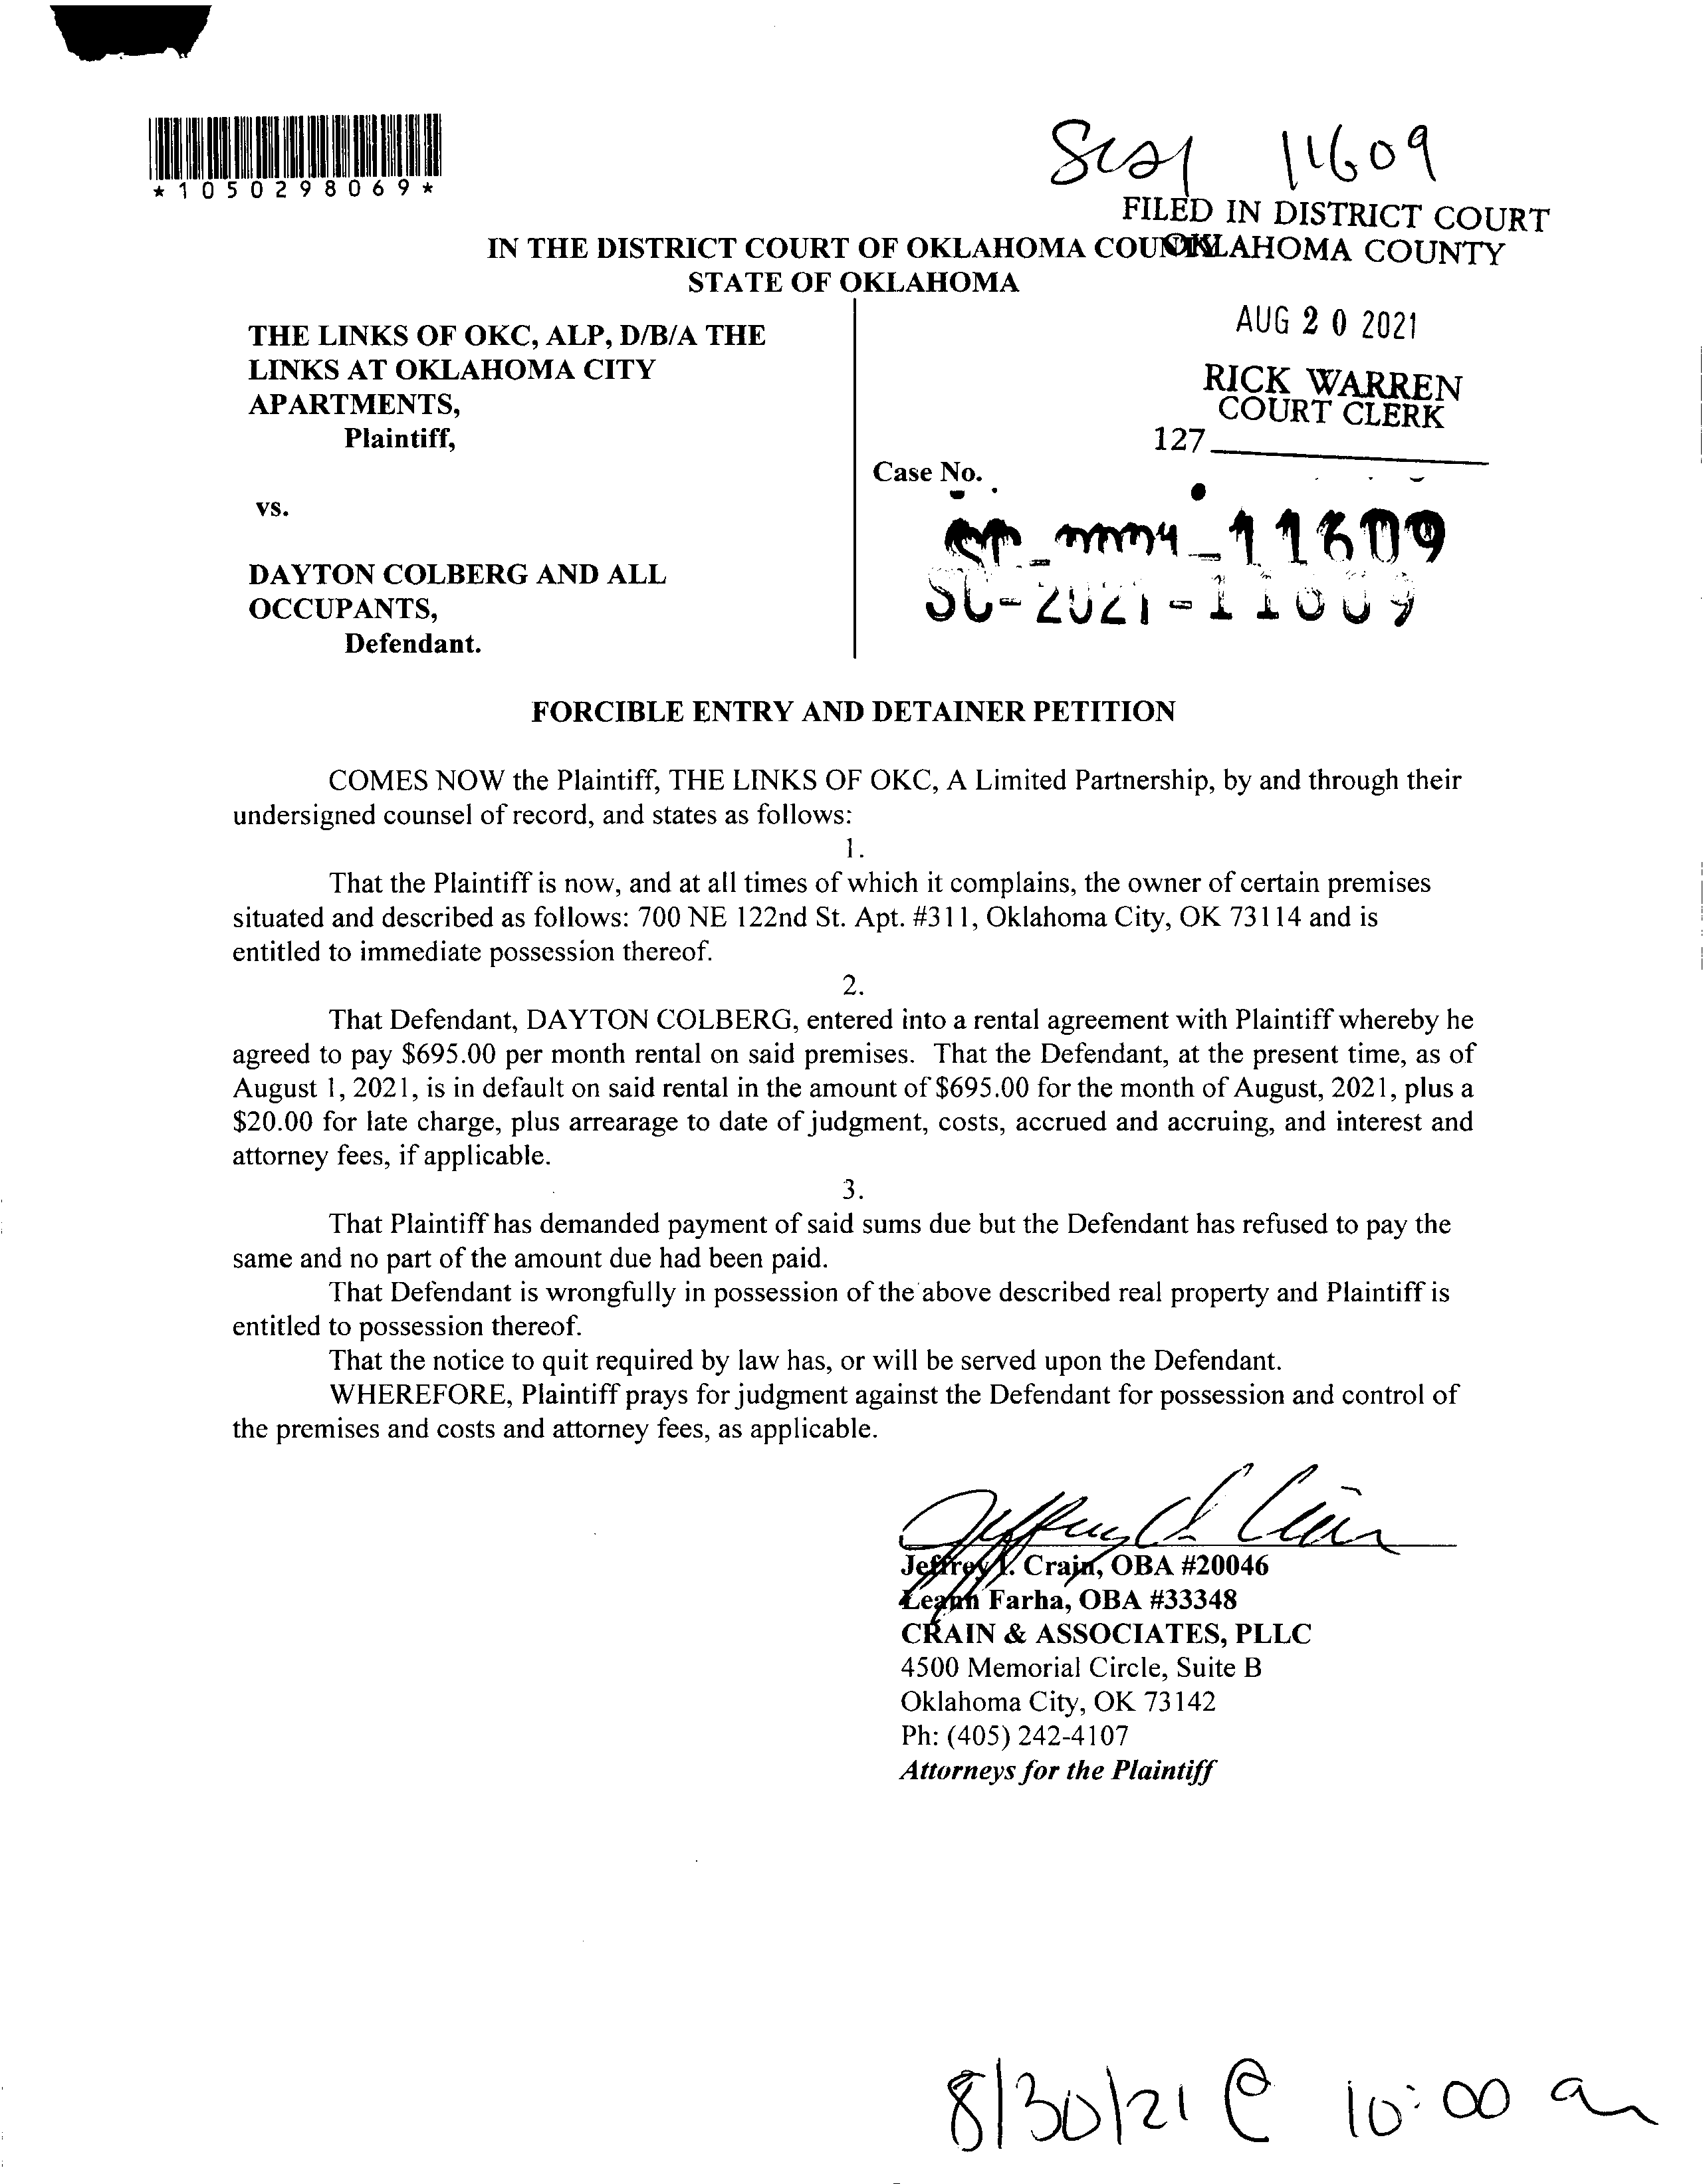 *1050298069*
SC21 11609
FILED IN DISTRICT COURT
OKLAHOMA COUNTY
IN THE DISTRICT COURT OF OKLAHOMA
STATE OF OKLAHOMA
AUG 20 2021
RICK WARREN
COURT CLERK
127
THE LINKS OF OKC, ALP, D/B/A THE
LINKS AT OKLAHOMA CITY
APARTMENTS,
Plaintiff,
Case No.
vs.
SC-2021-11609
DAYTON COLBERG AND ALL
OCCUPANTS,
Defendant.
FORCIBLE ENTRY AND DETAINER PETITION
COMES NOW the Plaintiff, THE LINKS OF OKC, A Limited Partnership, by and through their
undersigned counsel of record, and states as follows:
1.
That the Plaintiff is now, and at all times of which it complains, the owner of certain premises
situated and described as follows: 700 NE 122nd St. Apt. #311, Oklahoma City, OK 73114 and is
entitled to immediate possession thereof.
2.
That Defendant, DAYTON COLBERG, entered into a rental agreement with Plaintiff whereby he
agreed to pay $695.00 per month rental on said premises. That the Defendant, at the present time, as of
August 1, 2021, is in default on said rental in the amount of $695.00 for the month of August, 2021, plus a
$20.00 for late charge, plus arrearage to date of judgment, costs, accrued and accruing, and interest and
attorney fees, if applicable.
3.
That Plaintiff has demanded payment of said sums due but the Defendant has refused to pay the
same and no part of the amount due had been paid.
That Defendant is wrongfully in possession of the above described real property and Plaintiff is
entitled to possession thereof.
That the notice to quit required by law has, or will be served upon the Defendant.
WHEREFORE, Plaintiff prays for judgment against the Defendant for possession and control of
the premises and costs and attorney fees, as applicable.
Jeffrey I. Crain, OBA #20046
Leann Farha, OBA #33348
CRAIN & ASSOCIATES, PLLC
4500 Memorial Circle, Suite B
Oklahoma City, OK 73142
Ph: (405) 242-4107
Attorneys for the Plaintiff
8/30/21 @ 10:00 am